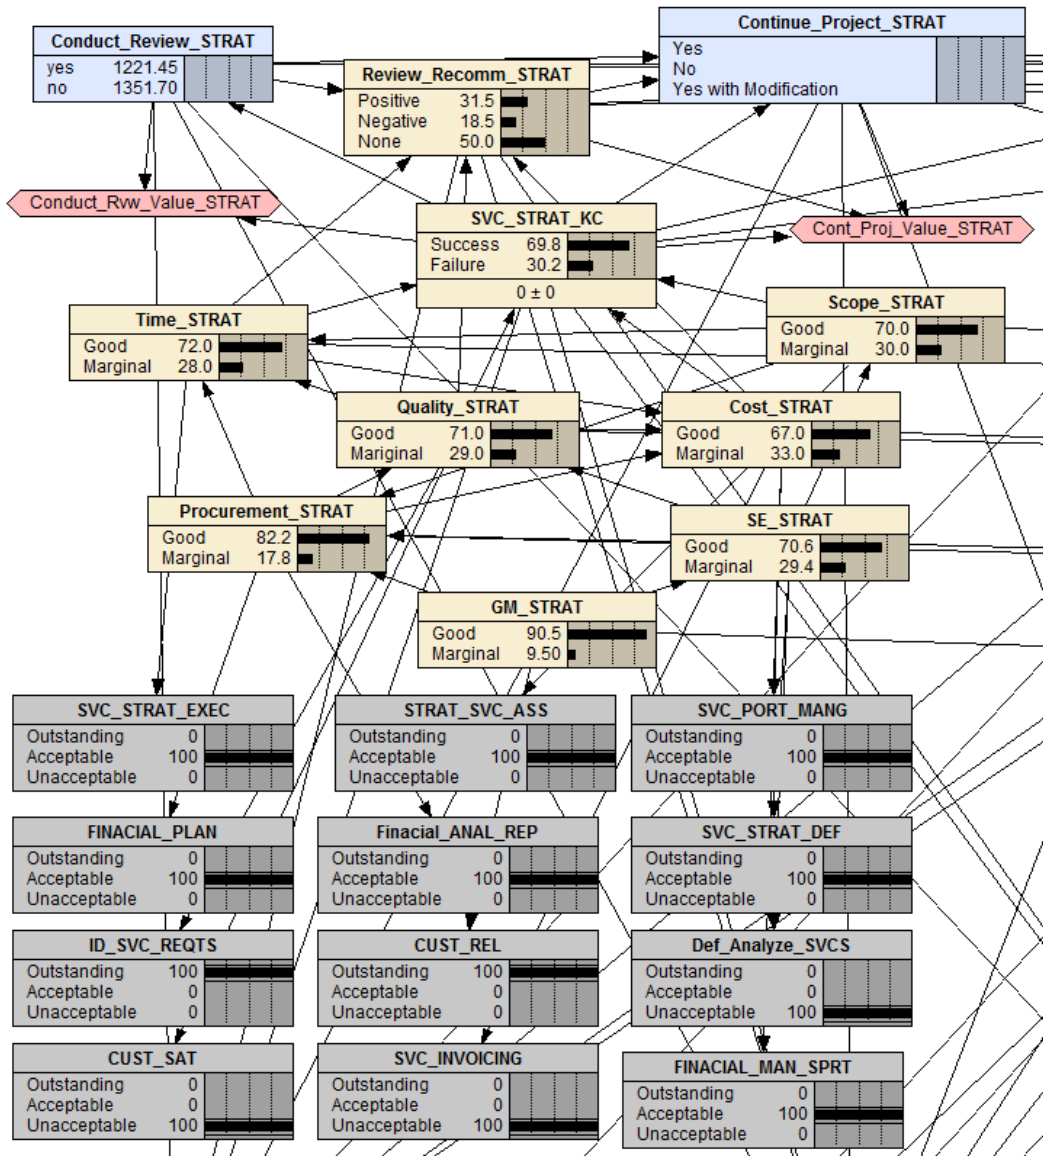 Conduct_Review_STRAT
yes 1221.45
no 1351.70
Continue_Project_STRAT
Yes
No
Yes with Modification
Review_Recomm_STRAT
Positive 31.5
Negative 18.5
None 50.0
Conduct_Rvw_Value_STRAT
SVC_STRAT_KC
Success 69.8
Failure 30.2
0 ± 0
Cont_Proj_Value_STRAT
Time_STRAT
Good 72.0
Marginal 28.0
Scope_STRAT
Good 70.0
Marginal 30.0
Quality_STRAT
Good 71.0
Mariginal 29.0
Cost_STRAT
Good 67.0
Marginal 33.0
Procurement_STRAT
Good 82.2
Marginal 17.8
SE_STRAT
Good 70.6
Marginal 29.4
GM_STRAT
Good 90.5
Marginal 9.50
SVC_STRAT_EXEC
Outstanding 0
Acceptable 100
Unacceptable 0
STRAT_SVC_ASS
Outstanding 0
Acceptable 100
Unacceptable 0
SVC_PORT_MANG
Outstanding 0
Acceptable 100
Unacceptable 0
FINACIAL_PLAN
Outstanding 0
Acceptable 100
Unacceptable 0
Finacial_ANAL_REP
Outstanding 0
Acceptable 100
Unacceptable 0
SVC_STRAT_DEF
Outstanding 0
Acceptable 100
Unacceptable 0
ID_SVC_REQTS
Outstanding 100
Acceptable 0
Unacceptable 0
CUST_REL
Outstanding 100
Acceptable 0
Unacceptable 0
Def_Analyze_SVCS
Outstanding 0
Acceptable 0
Unacceptable 100
CUST_SAT
Outstanding 0
Acceptable 0
Unacceptable 100
SVC_INVOICING
Outstanding 0
Acceptable 0
Unacceptable 100
FINACIAL_MAN_SPRT
Outstanding 0
Acceptable 100
Unacceptable 0